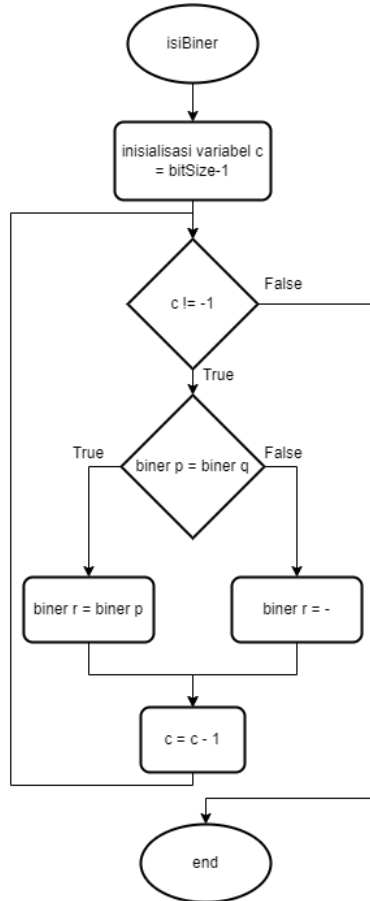 isiBiner
inisialisasi variabel c
= bitSize-1
c != -1
False
True
True
biner p = biner q
False
biner r = biner p
biner r = -
c = c - 1
end